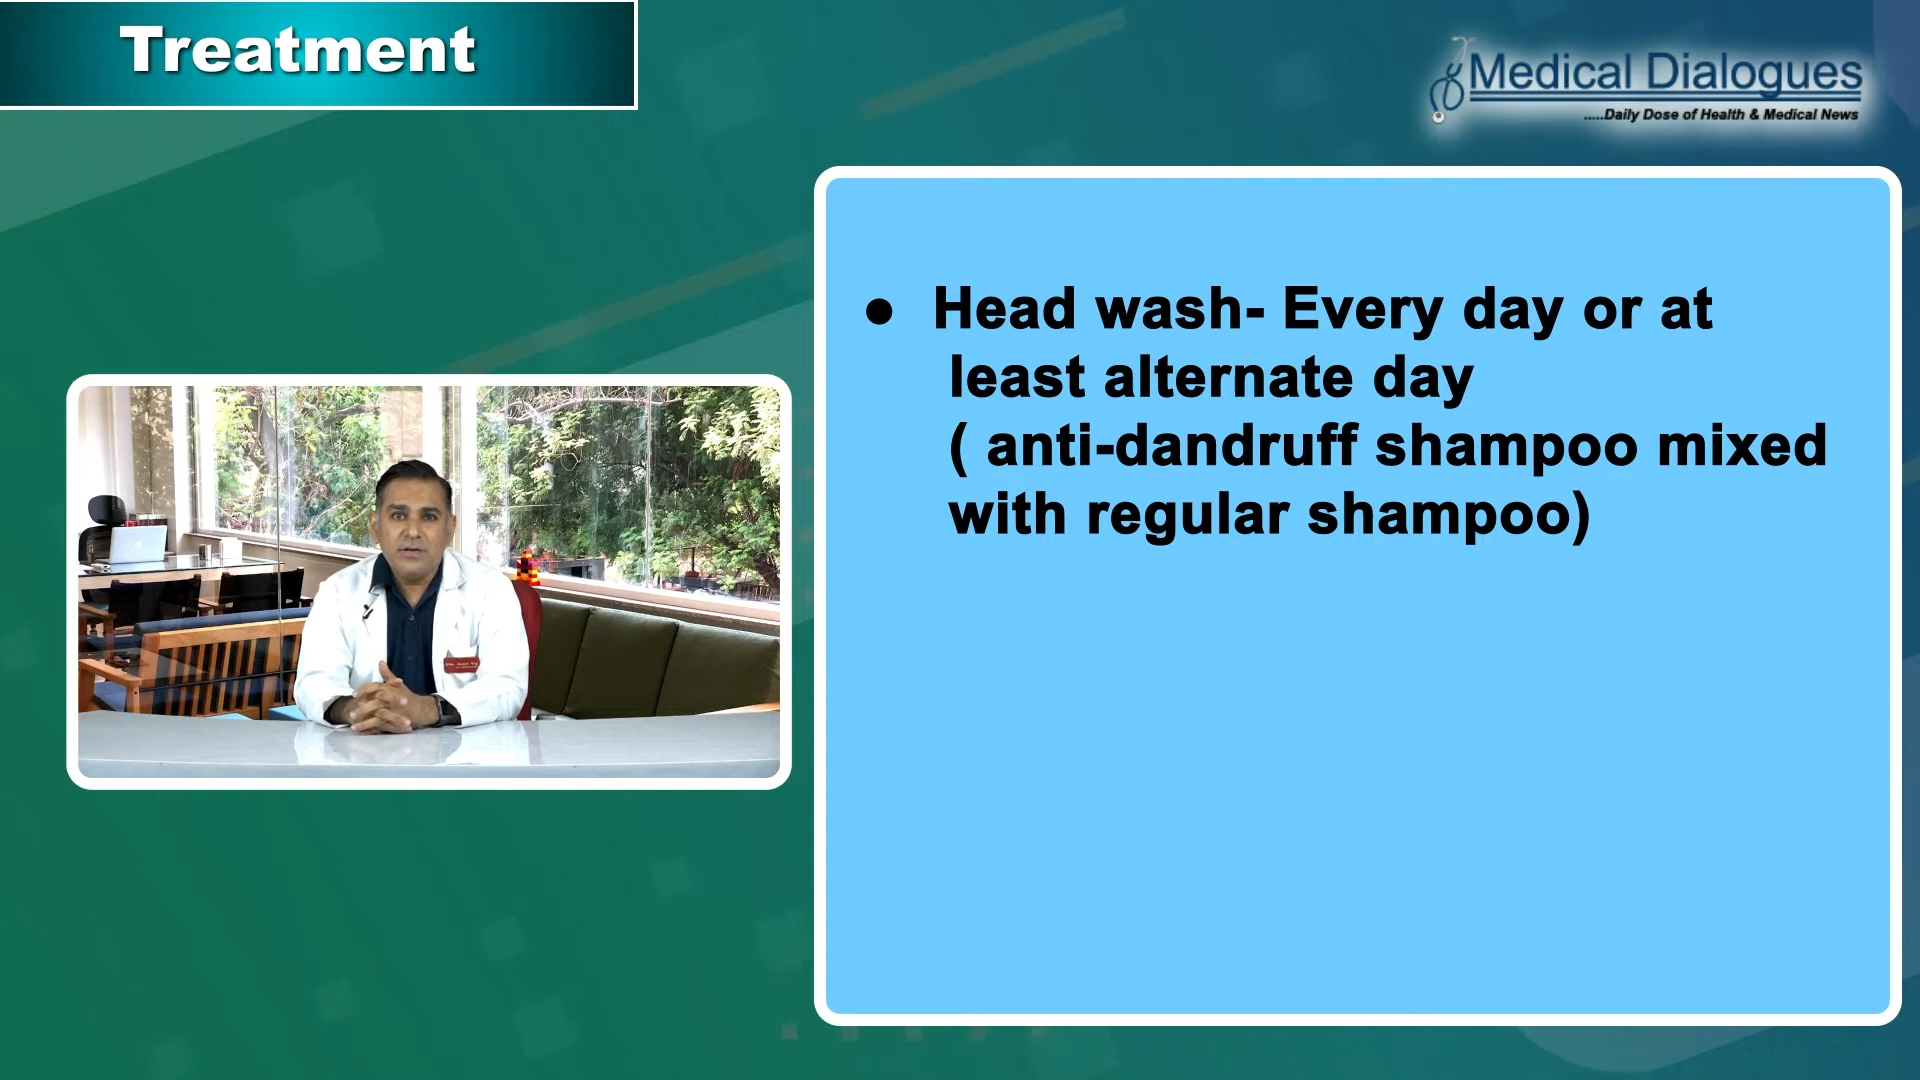 Treatment
Medical Dialogues
.....Daily Dose of Health & Medical News
● Head wash- Every day or at
least alternate day
( anti-dandruff shampoo mixed
with regular shampoo)